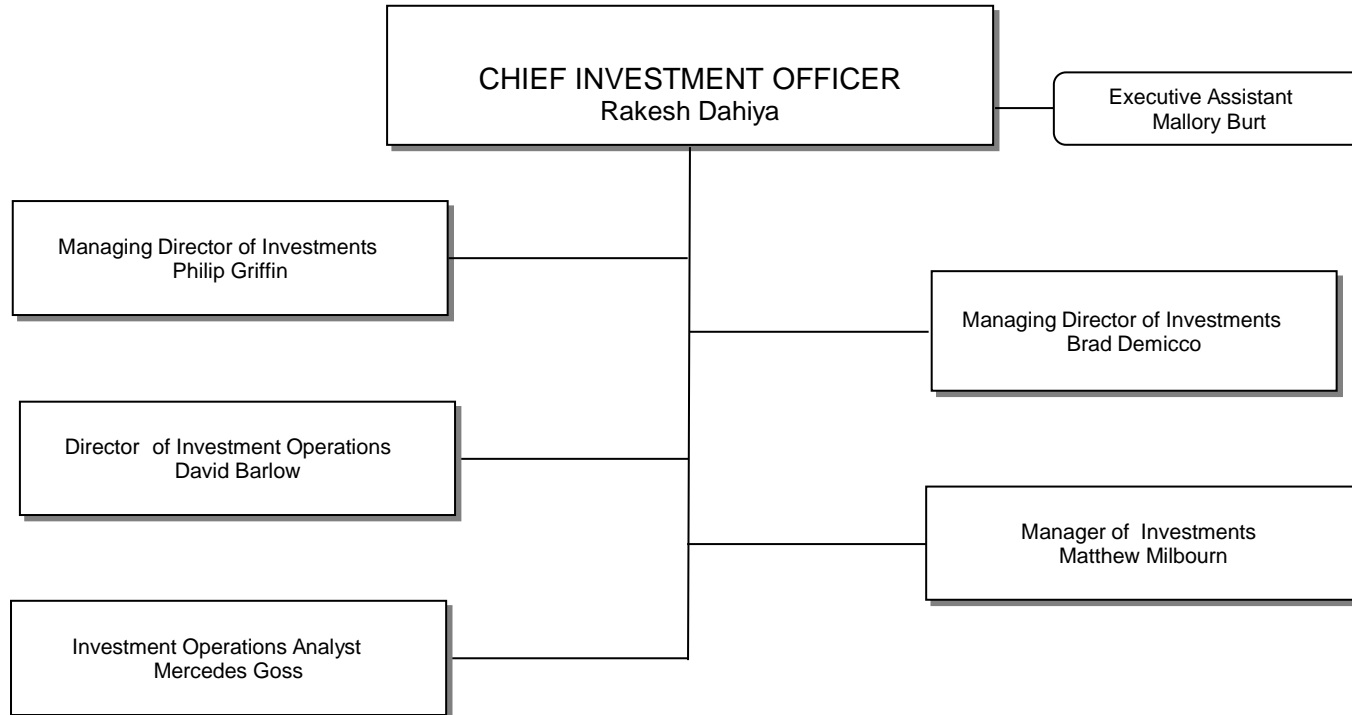 CHIEF INVESTMENT OFFICER
Rakesh Dahiya
Executive Assistant
Mallory Burt
Managing Director of Investments
Philip Griffin
Managing Director of Investments
Brad Demicco
Director  of Investment Operations
David Barlow
Manager of  Investments
Matthew Milbourn
Investment Operations Analyst
Mercedes Goss